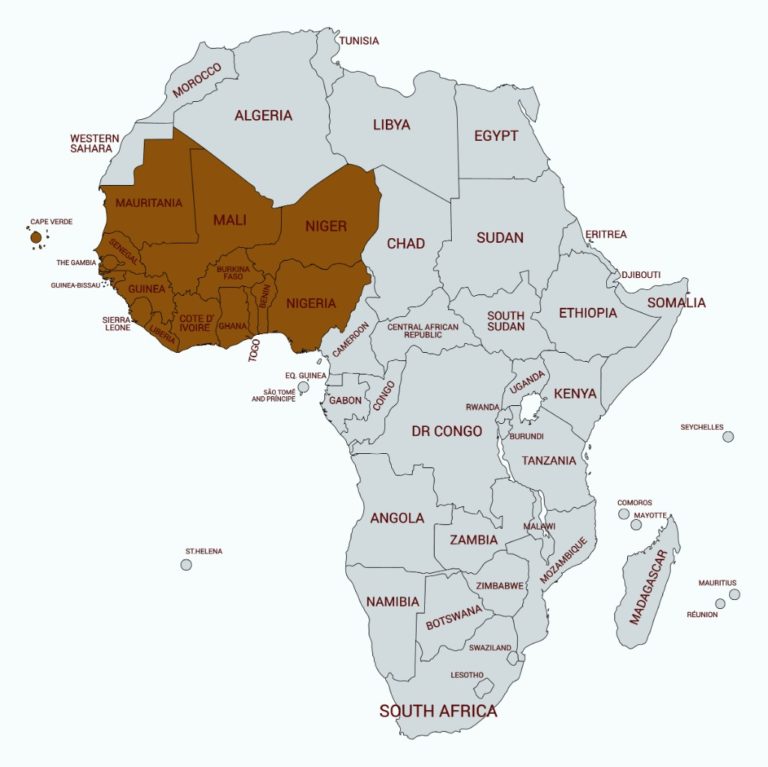 TUNISIA
MOROCCO
ALGERIA
LIBYA
EGYPT
WESTERN
SAHARA
MAURITANIA
MALI
NIGER
CAPE VERDE
CHAD
SUDAN
ERITREA
SENEGAL
THE GAMBIA
BURKINA
FASO
DJIBOUTI
GUINEA-BISSAU
GUINEA
BENIN
NIGERIA
SOMALIA
ETHIOPIA
SIERRA
LEONE
LIBERIA
COTE D'
IVOIRE
GHANA
TOGO
CAMEROON
CENTRAL AFRICAN
REPUBLIC
SOUTH
SUDAN
EQ. GUINEA
SÃO TOMÉ
AND PRÍNCIPE
GABON
CONGO
UGANDA
KENYA
RWANDA
DR CONGO
BURUNDI
SEYCHELLES
TANZANIA
COMOROS
MAYOTTE
ANGOLA
MALAWI
ZAMBIA
MOZAMBIQUE
ST.HELENA
ZIMBABWE
MADAGASCAR
MAURITIUS
NAMIBIA
BOTSWANA
RÉUNION
SWAZILAND
LESOTHO
SOUTH AFRICA